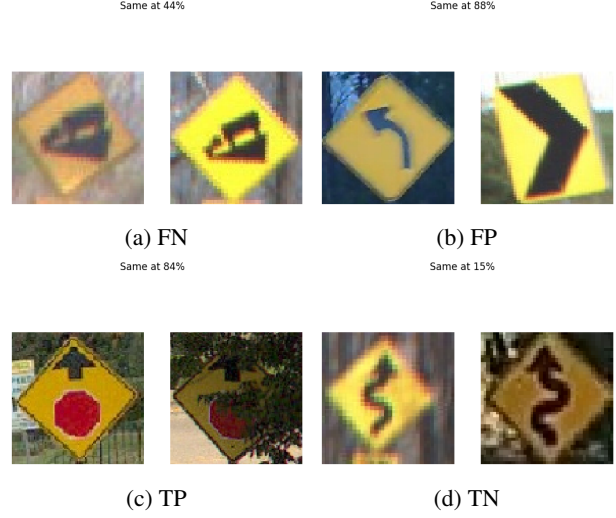 Same at 44%
Same at 88%
(a) FN
(b) FP
Same at 84%
Same at 15%
(c) TP
(d) TN